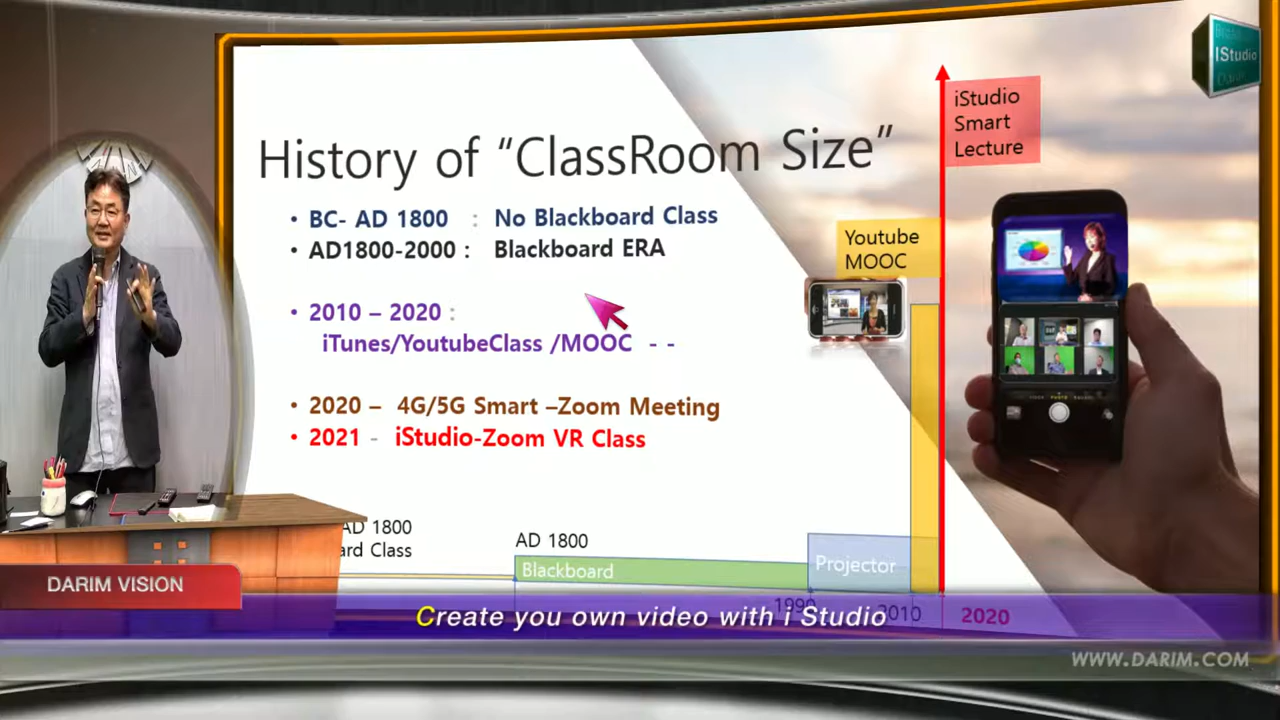 IStudio
iStudio
Smart
Lecture
History of “ClassRoom Size”
• BC- AD 1800 : No Blackboard Class
• AD1800-2000 : Blackboard ERA
Youtube
MOOC
• 2010 – 2020 :
iTunes/YoutubeClass /MOOC - -
• 2020 – 4G/5G Smart –Zoom Meeting
• 2021 - iStudio-Zoom VR Class
AD 1800
ard Class
AD 1800
Blackboard
Projector
DARIM VISION
1990 2010 2020
Create you own video with i Studio
WWW.DARIM.COM